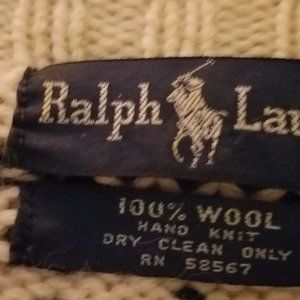 Ralph Lau
100% WOOL
HAND KNIT
DRY CLEAN ONLY
RN 58567